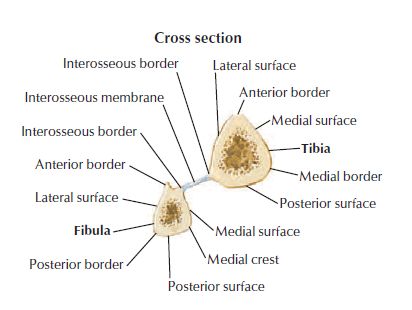 Cross section
Interosseous border
Lateral surface
Interosseous membrane
Anterior border
Medial surface
Interosseous border
Tibia
Anterior border
Medial border
Lateral surface
Posterior surface
Fibula
Medial surface
Posterior border
Medial crest
Posterior surface